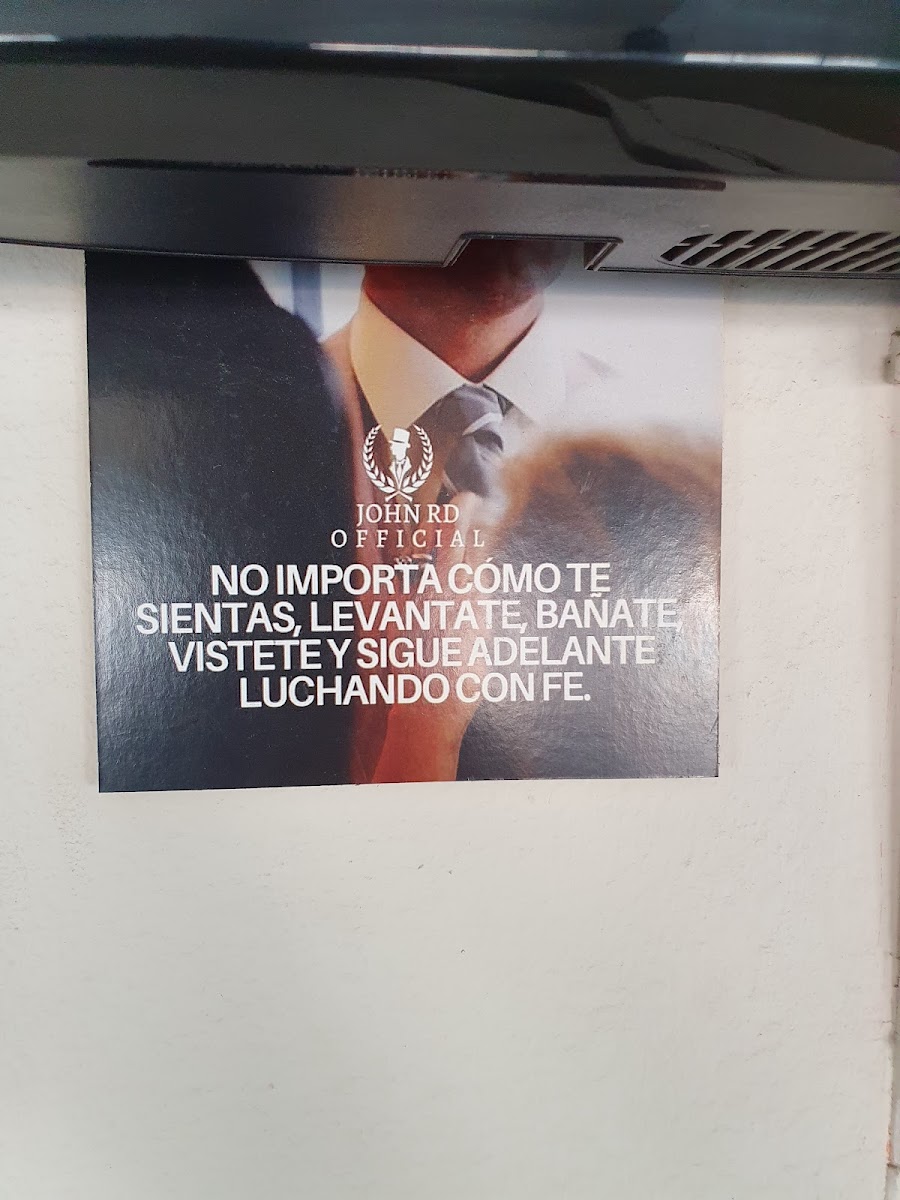 JOHN RD
OFFICIAL
NO IMPORTA CÓMO TE
SIENTAS, LEVANTATE, BAÑATE,
VISTETE Y SIGUE ADELANTE
LUCHANDO CON FE.